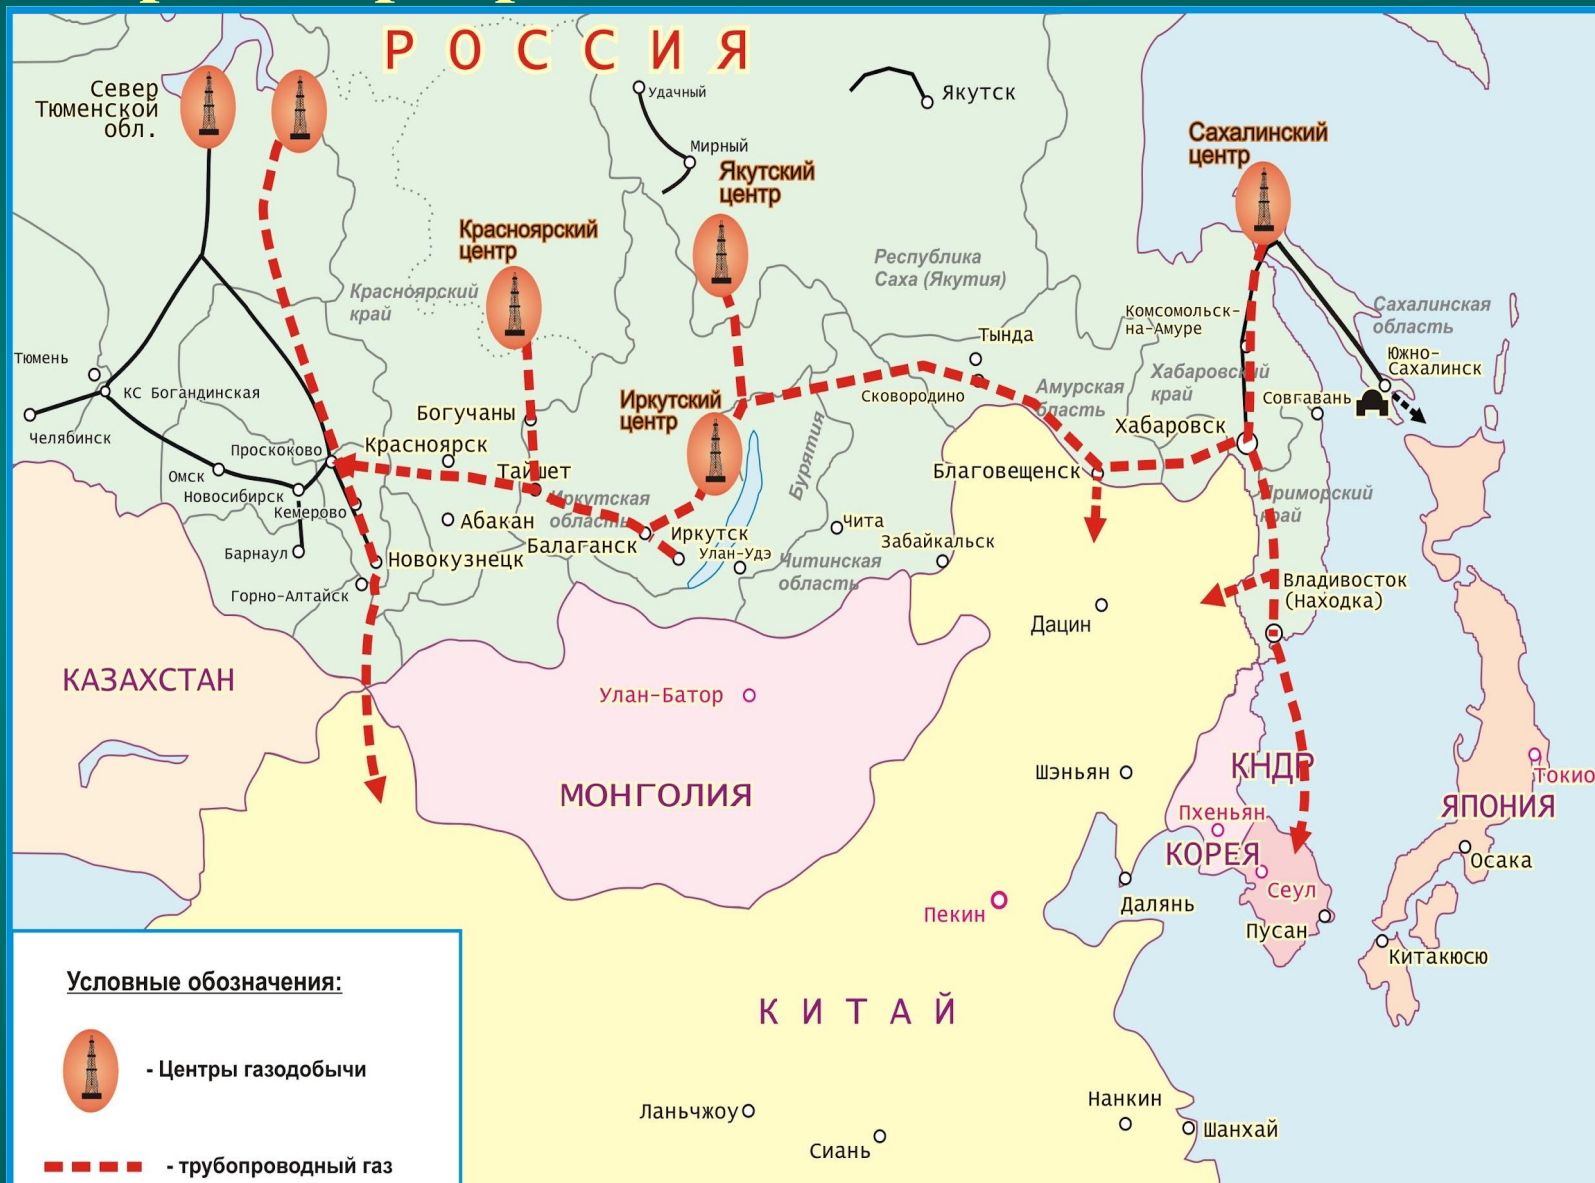 РОССИЯ
Север
Тюменской
обл.
Удачный
Якутск
Мирный
Якутский
центр
Сахалинский
центр
Красноярский
центр
Республика
Саха (Якутия)
Красноярский
край
Комсомольск-
на-Амуре
Сахалинская
область
Тында
Южно-
Сахалинск
Тюмень
КС Богандинская
Хабаровский
край
Амурская
область
Сковородино
Совгавань
Иркутский
центр
Богучаны
Челябинск
Проскоково
Красноярск
Хабаровск
Бурятия
Тайшет
Благовещенск
Омск
Новосибирск
Кемерово
Иркутская
область
Приморский
край
Абакан
Чита
Балаганск
Иркутск
Забайкальск
Барнаул
Новокузнецк
Улан-Удэ
Читинская
область
Горно-Алтайск
Владивосток
(Находка)
Дацин
КАЗАХСТАН
Улан-Батор
МОНГОЛИЯ
Шэньян
КНДР
Токио
ЯПОНИЯ
Пхеньян
КОРЕЯ
Осака
Сеул
Далянь
Пекин
Пусан
Китакюсю
КИТАЙ
Условные обозначения:
- Центры газодобычи
- трубопроводный газ
Ланьчжоу
Сиань
Нанкин
Шанхай